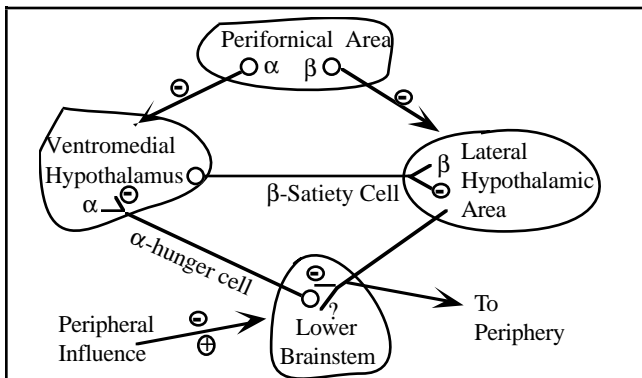 Perifornical Area
α β
⊖ ⊖
Ventromedial
Hypothalamus
⊖
α
β Lateral
⊖ Hypothalamic
Area
β-Satiety Cell
α-hunger cell
⊖
?
Lower
Brainstem
Peripheral
Influence
⊖
⊕
To
Periphery